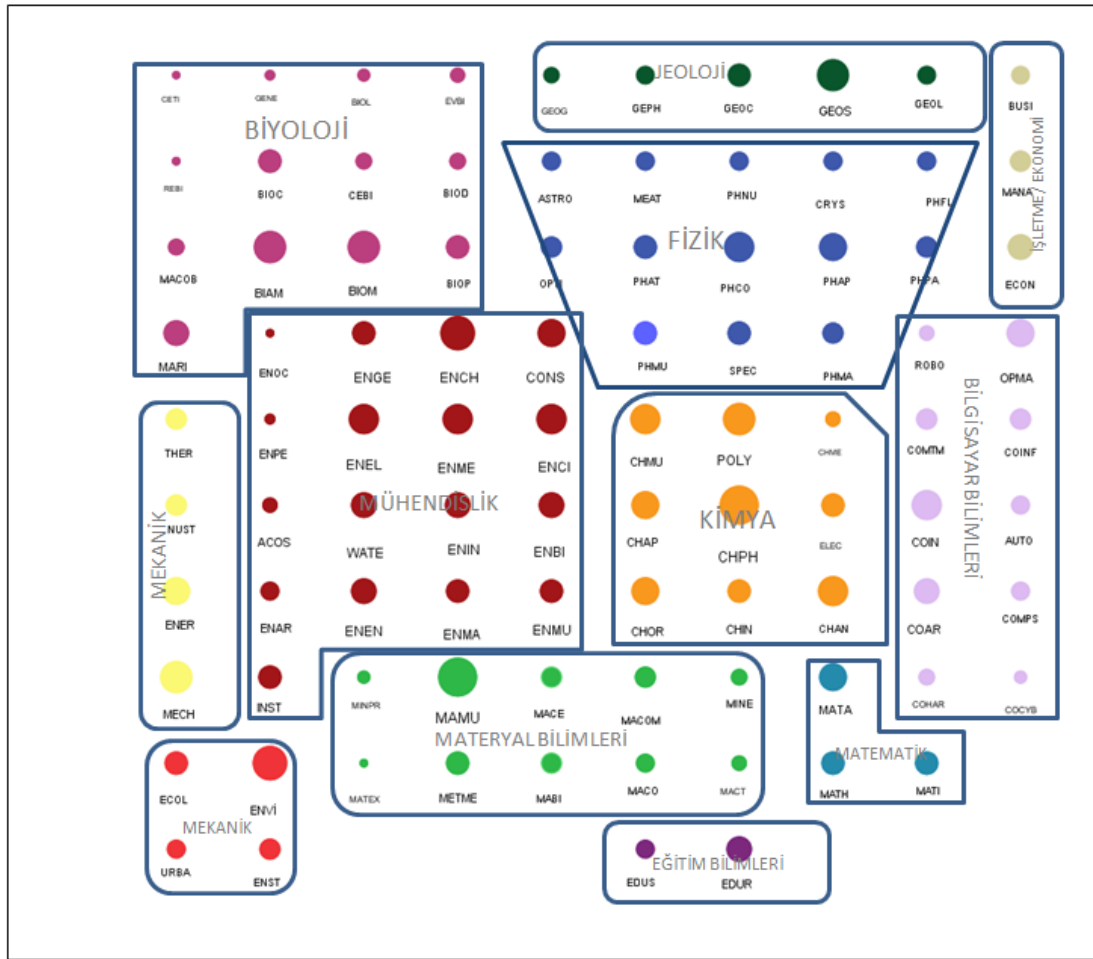 JEOLOJİ
GEOG GEPH GEOC GEOS GEOL
BUSI
MANA
ECON
İŞLETME/ EKONOMİ
CETI GENE BIOL EVBI
BİYOLOJİ
REBI BIOC CEBI BIOD
MACOB BIAM BIOM BIOP
MARI
ASTRO MEAT PHNU CRYS PHFL
FİZİK
OPTI PHAT PHCO PHAP PHPA
PHMU SPEC PHMA
ENOC ENGE ENCH CONS
ENPE ENEL ENME ENCI
MÜHENDİSLİK
ACOS WATE ENIN ENBI
ENAR ENEN ENMA ENMU
INST
CHMU POLY CHME
KİMYA
CHAP CHPH ELEC
CHOR CHIN CHAN
ROBO OPMA
COMTM COINF
BİLGİSAYAR BİLİMLERİ
COIN AUTO
COAR COMPS
COHAR COCYB
THER
NUST
MEKANİK
ENER
MECH
MINPR MAMU MACE MACOM MINE
MATERYAL BİLİMLERİ
MATEX METME MABI MACO MACT
MATA
MATEMATİK
MATH MATI
ECOL ENVİ
MEKANİK
URBA ENST
EĞİTİM BİLİMLERİ
EDUS EDUR